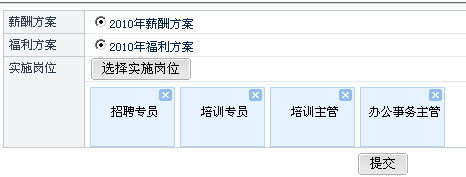 薪酬方案 2010年薪酬方案
福利方案 2010年福利方案
实施岗位 选择实施岗位
招聘专员 培训专员 培训主管 办公事务主管
提交